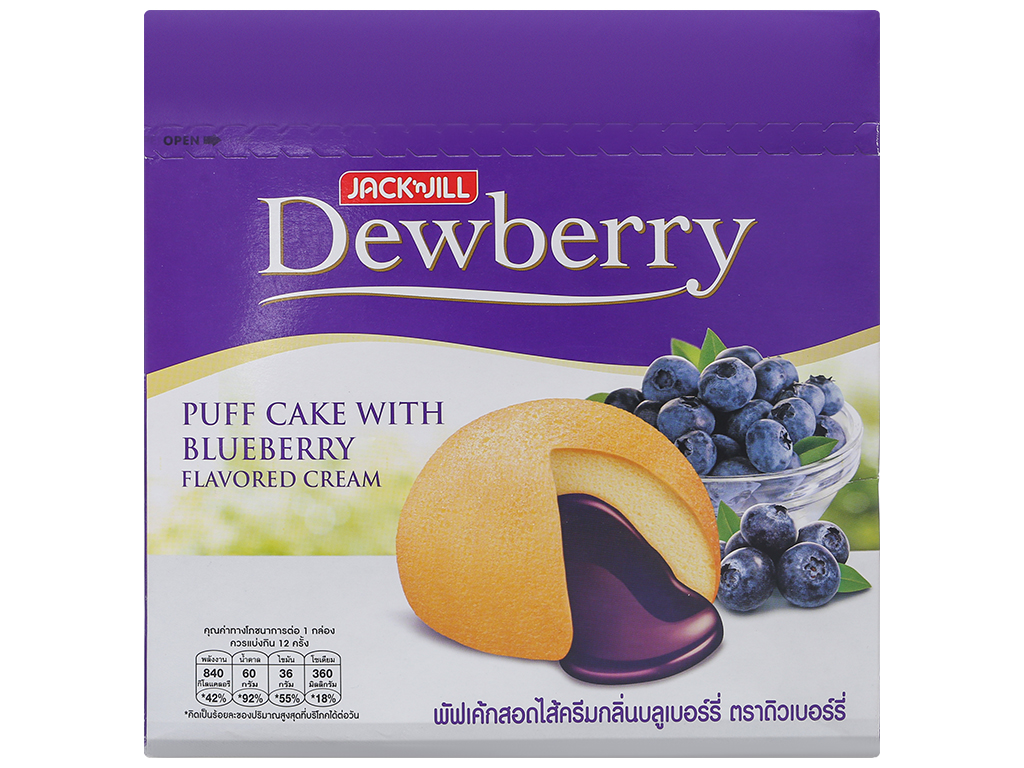 OPEN
JACK 'n JILL
Dewberry
PUFF CAKE WITH
BLUEBERRY
FLAVORED CREAM
คุณค่าทางโภชนาการต่อ 1 กล่อง
ควรแบ่งกิน 12 ครั้ง
พลังงาน น้ำตาล ไขมัน โซเดียม
840 60 36 360
กิโลแคลอรี กรัม กรัม มิลลิกรัม
*42% *92% *55% *18%
*คิดเป็นร้อยละของปริมาณสูงสุดที่บริโภคได้ต่อวัน
พัฟเค้กสอดไส้ครีมกลิ่นบลูเบอร์รี่ ตราดิวเบอร์รี่